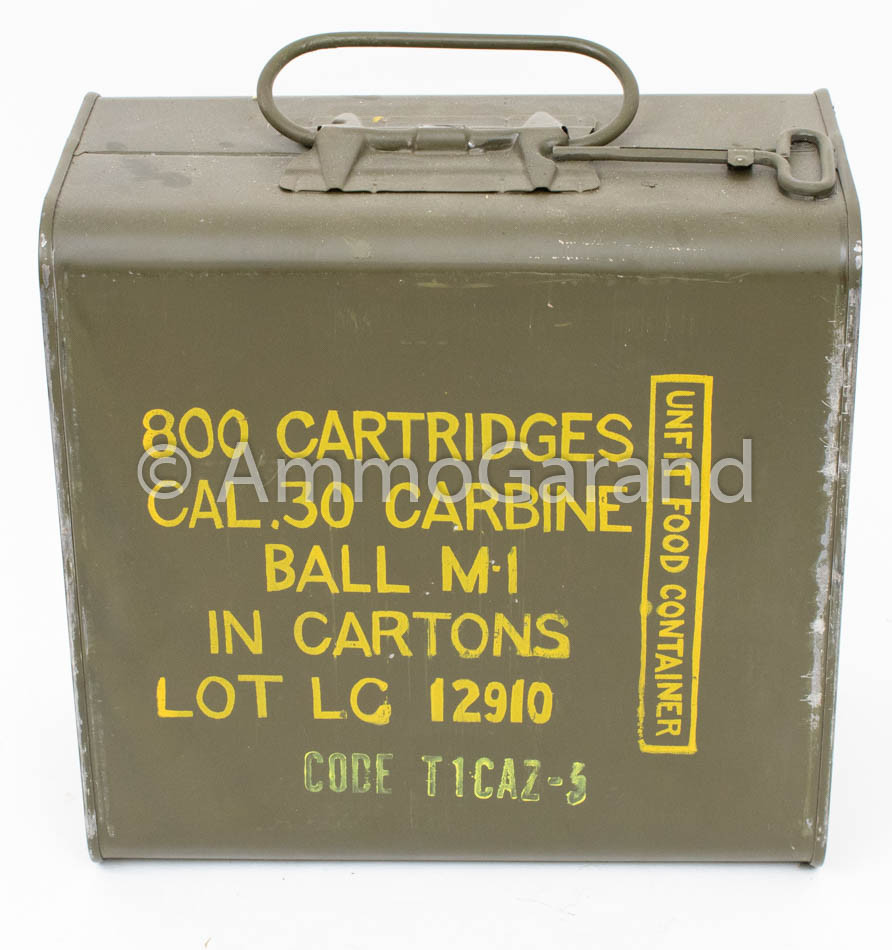 800 CARTRIDGES
CAL .30 CARBINE
BALL M-1
IN CARTONS
LOT LC 12910
CODE T1CAZ-5
UNFIT FOOD CONTAINER
© AmmoGarand